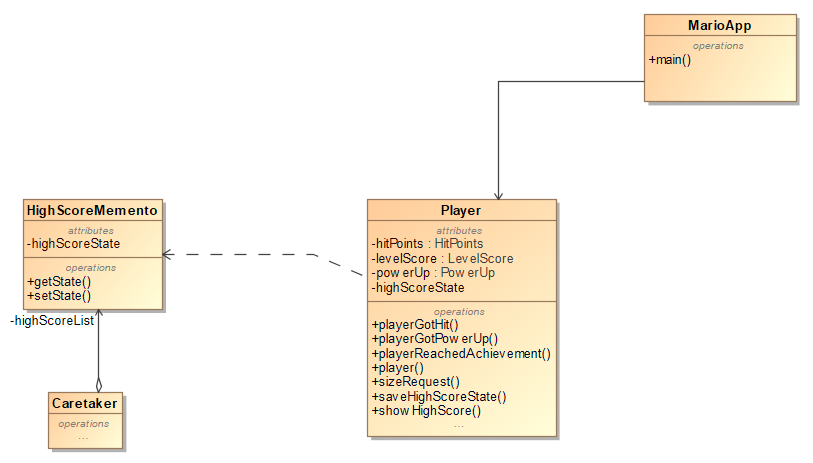 MarioApp
operations
+main()
HighScoreMemento
attributes
-highScoreState
operations
+getState()
+setState()
-highScoreList
Caretaker
operations
...
Player
attributes
-hitPoints : HitPoints
-levelScore : LevelScore
-powerUp : PowerUp
-highScoreState
operations
+playerGotHit()
+playerGotPowerUp()
+playerReachedAchievement()
+player()
+sizeRequest()
+saveHighScoreState()
+showHighScore()
...